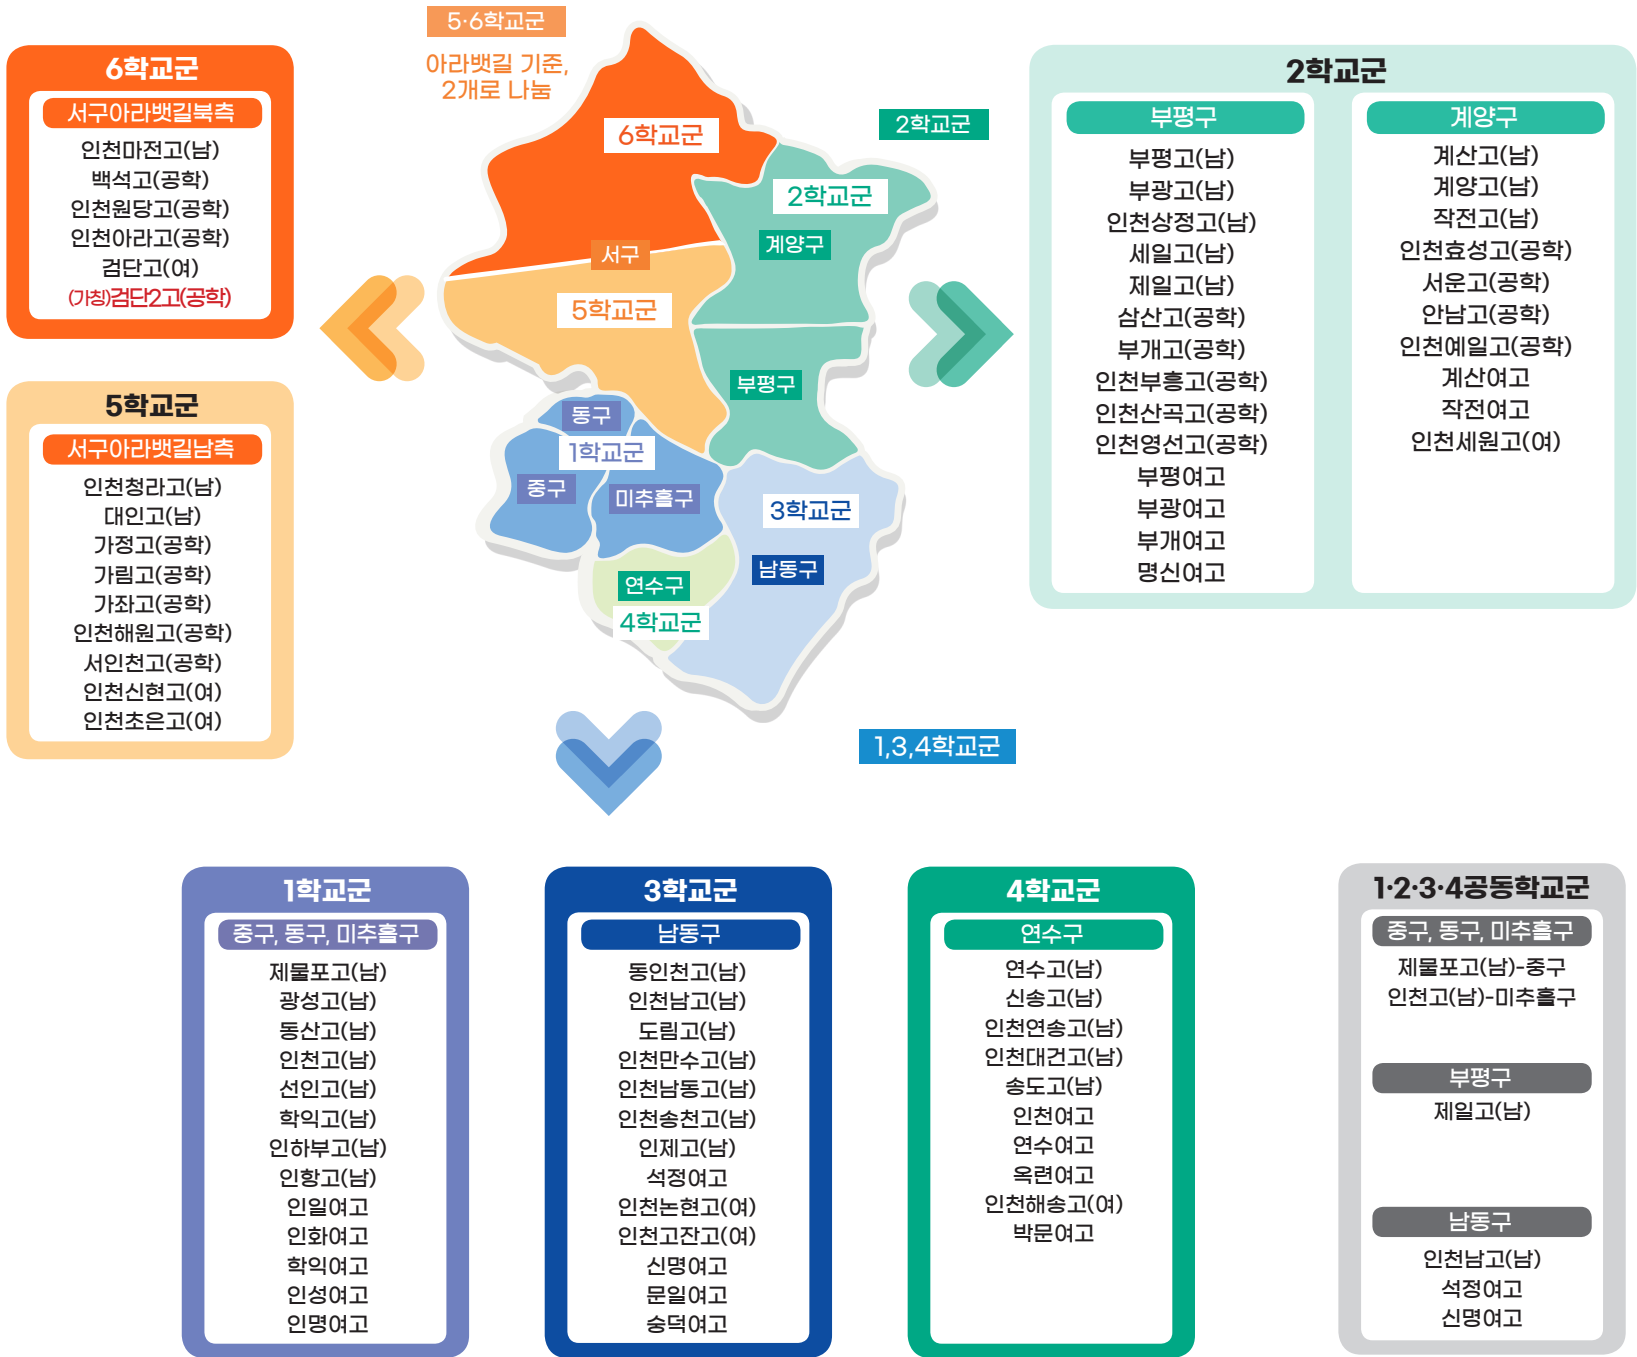 5·6학교군
아라뱃길 기준,
2개로 나눔
6학교군
서구아라뱃길북측
인천마전고(남)
백석고(공학)
인천원당고(공학)
인천아라고(공학)
검단고(여)
(가칭)검단2고(공학)
5학교군
서구아라뱃길남측
인천청라고(남)
대인고(남)
가정고(공학)
가림고(공학)
가좌고(공학)
인천해원고(공학)
서인천고(공학)
인천신현고(여)
인천초은고(여)
6학교군
2학교군
계양구
서구
5학교군
부평구
동구
1학교군
중구
미추홀구
3학교군
남동구
연수구
4학교군
2학교군
2학교군
부평구
부평고(남)
부광고(남)
인천상정고(남)
세일고(남)
제일고(남)
삼산고(공학)
부개고(공학)
인천부흥고(공학)
인천산곡고(공학)
인천영선고(공학)
부평여고
부광여고
부개여고
명신여고
계양구
계산고(남)
계양고(남)
작전고(남)
인천효성고(공학)
서운고(공학)
안남고(공학)
인천예일고(공학)
계산여고
작전여고
인천세원고(여)
1,3,4학교군
1학교군
중구, 동구, 미추홀구
제물포고(남)
광성고(남)
동산고(남)
인천고(남)
선인고(남)
학익고(남)
인하부고(남)
인항고(남)
인일여고
인화여고
학익여고
인성여고
인명여고
3학교군
남동구
동인천고(남)
인천남고(남)
도림고(남)
인천만수고(남)
인천남동고(남)
인천송천고(남)
인제고(남)
석정여고
인천논현고(여)
인천고잔고(여)
신명여고
문일여고
숭덕여고
4학교군
연수구
연수고(남)
신송고(남)
인천연송고(남)
인천대건고(남)
송도고(남)
인천여고
연수여고
옥련여고
인천해송고(여)
박문여고
1·2·3·4공동학교군
중구, 동구, 미추홀구
제물포고(남)-중구
인천고(남)-미추홀구
부평구
제일고(남)
남동구
인천남고(남)
석정여고
신명여고